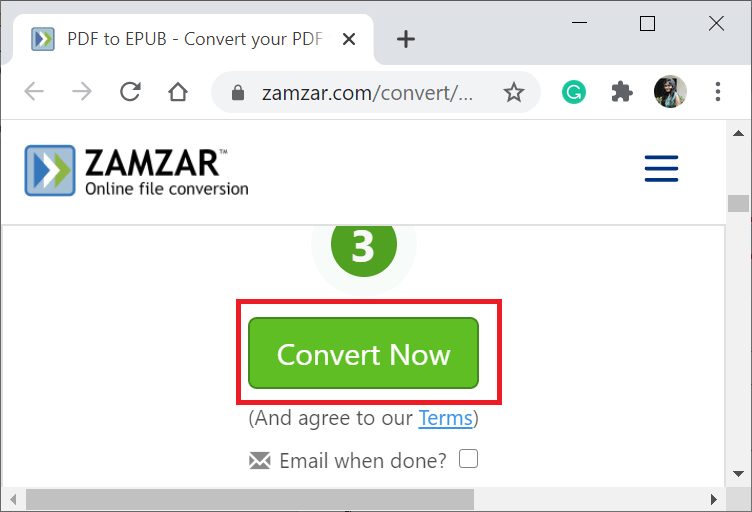 PDF to EPUB - Convert your PDF
zamzar.com/convert/...
ZAMZAR™
Online file conversion
3
Convert Now
(And agree to our Terms)
Email when done?